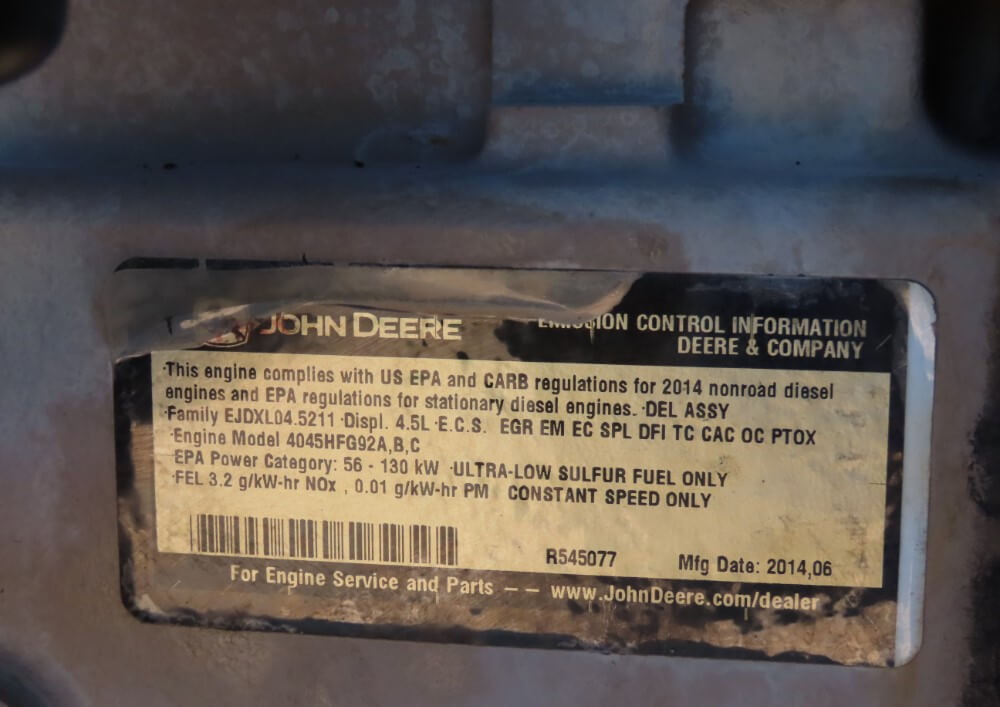 JOHN DEERE
EMISSION CONTROL INFORMATION
DEERE & COMPANY
·This engine complies with US EPA and CARB regulations for 2014 nonroad diesel
engines and EPA regulations for stationary diesel engines. ·DEL ASSY
·Family EJDXL04.5211 ·Displ. 4.5L ·E.C.S. EGR EM EC SPL DFI TC CAC OC PTOX
·Engine Model 4045HFG92A,B,C
·EPA Power Category: 56 - 130 kW ·ULTRA-LOW SULFUR FUEL ONLY
·FEL 3.2 g/kW-hr NOx , 0.01 g/kW-hr PM CONSTANT SPEED ONLY
R545077 Mfg Date: 2014,06
For Engine Service and Parts -- www.JohnDeere.com/dealer